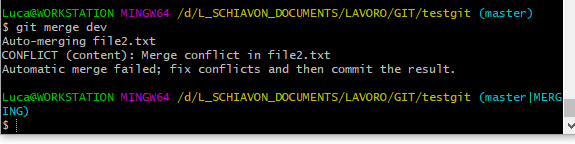 Luca@WORKSTATION MINGW64 /d/L_SCHIAVON_DOCUMENTS/LAVORO/GIT/testgit (master)
$ git merge dev
Auto-merging file2.txt
CONFLICT (content): Merge conflict in file2.txt
Automatic merge failed; fix conflicts and then commit the result.
Luca@WORKSTATION MINGW64 /d/L_SCHIAVON_DOCUMENTS/LAVORO/GIT/testgit (master|MERG
ING)
$